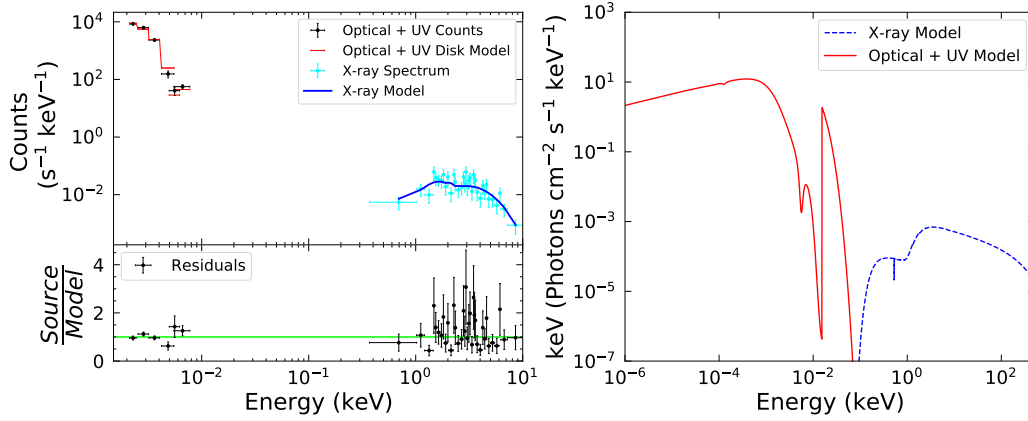 10⁴
10²
10⁰
10⁻²
Counts
(s⁻¹ keV⁻¹)
Optical + UV Counts
Optical + UV Disk Model
X-ray Spectrum
X-ray Model
4
2
0
Source
Model
Residuals
10⁻² 10⁻¹ 10⁰ 10¹
Energy (keV)
10³
10¹
10⁻¹
10⁻³
10⁻⁵
10⁻⁷
keV (Photons cm⁻² s⁻¹ keV⁻¹)
X-ray Model
Optical + UV Model
10⁻⁶ 10⁻⁴ 10⁻² 10⁰ 10²
Energy (keV)